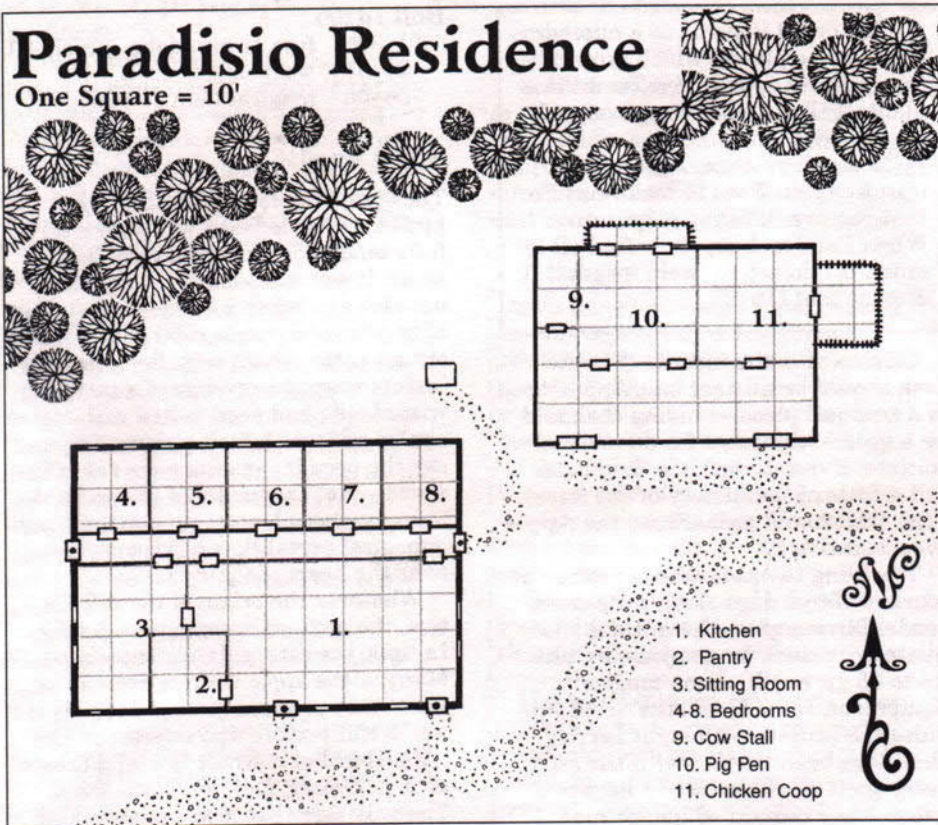 Paradisio Residence
One Square = 10'
9
10
11
4.
5.
6.
7.
8.
3.
1.
2.
N
1. Kitchen
2. Pantry
3. Sitting Room
4-8. Bedrooms
9. Cow Stall
10. Pig Pen
11. Chicken Coop